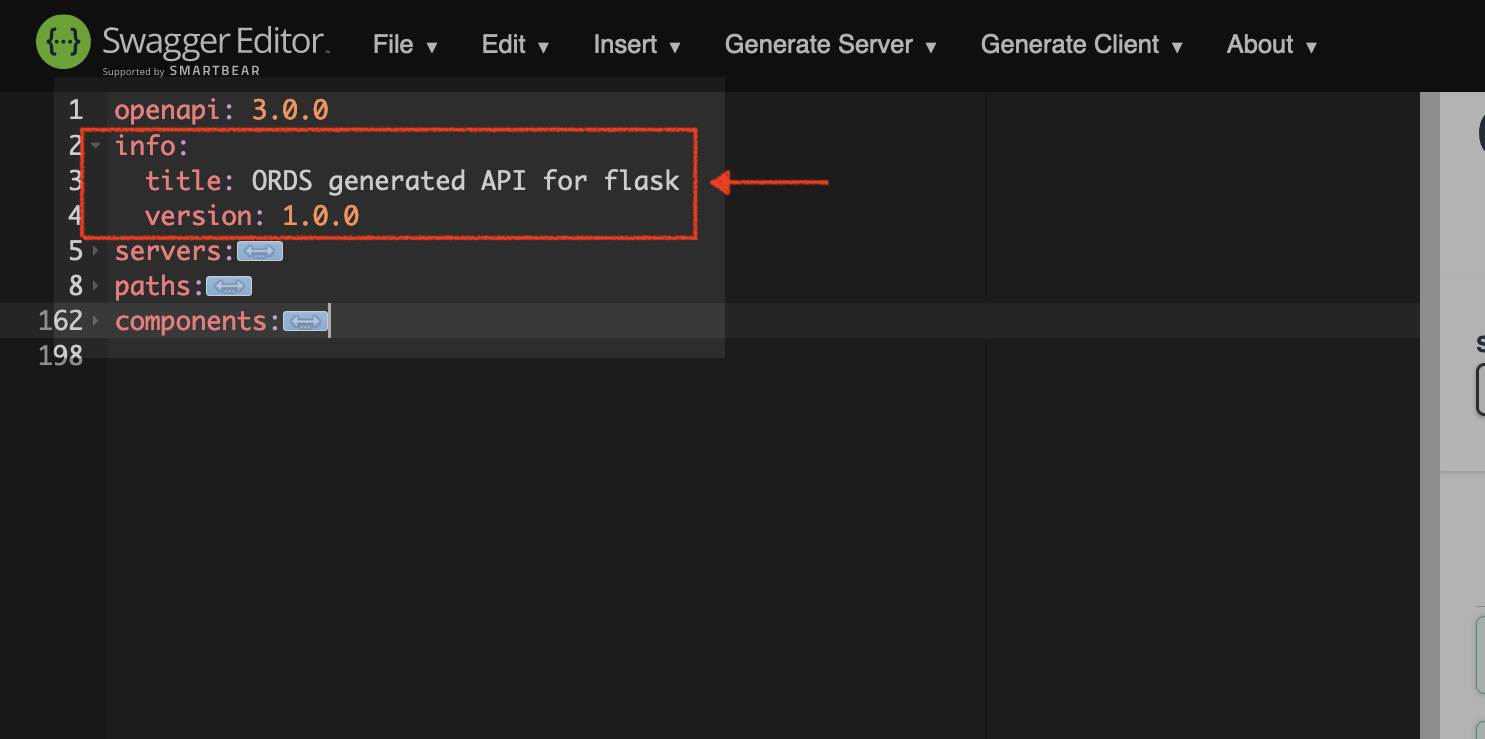 Swagger Editor
Supported by SMARTBEAR
File ▼ Edit ▼ Insert ▼ Generate Server ▼ Generate Client ▼ About ▼
1 openapi: 3.0.0
2 info:
3 title: ORDS generated API for flask
4 version: 1.0.0
5 servers:
8 paths:
162 components:
198